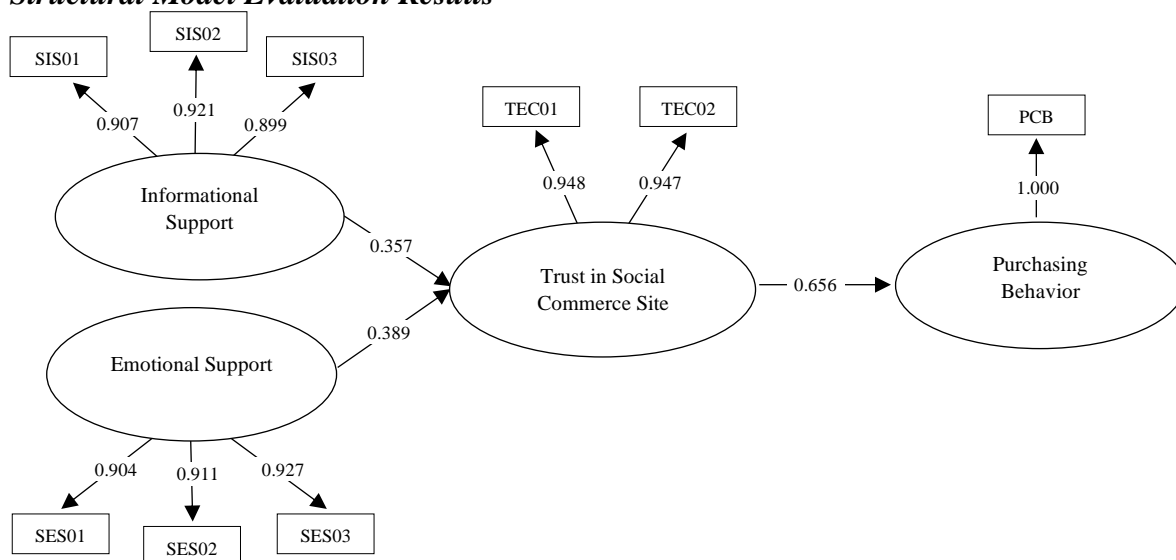 Structural Model Evaluation Results
SIS01
SIS02
SIS03
0.907
0.921
0.899
Informational
Support
0.357
Emotional Support
0.389
0.904
0.911
0.927
SES01
SES02
SES03
TEC01
TEC02
0.948
0.947
Trust in Social
Commerce Site
0.656
PCB
1.000
Purchasing
Behavior